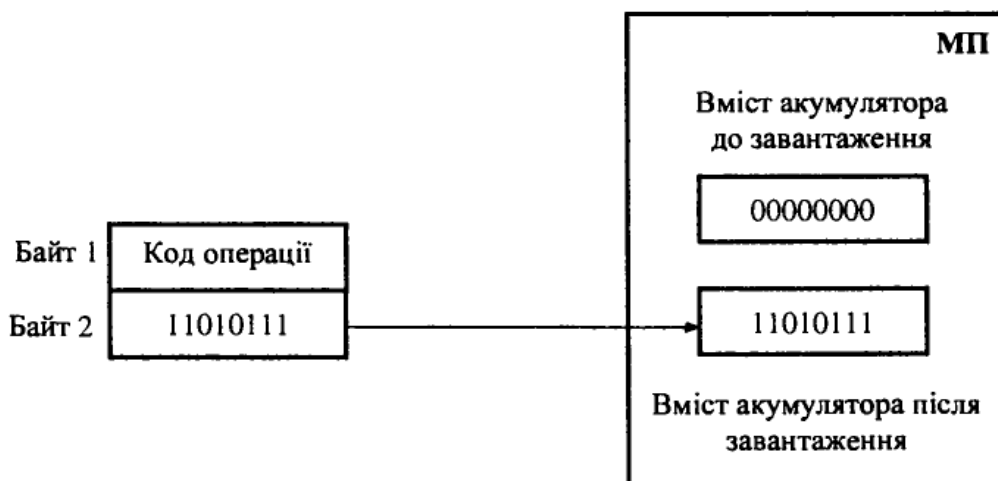 МП
Вміст акумулятора
до завантаження
00000000
Байт 1
Код операції
Байт 2
11010111
11010111
Вміст акумулятора після
завантаження